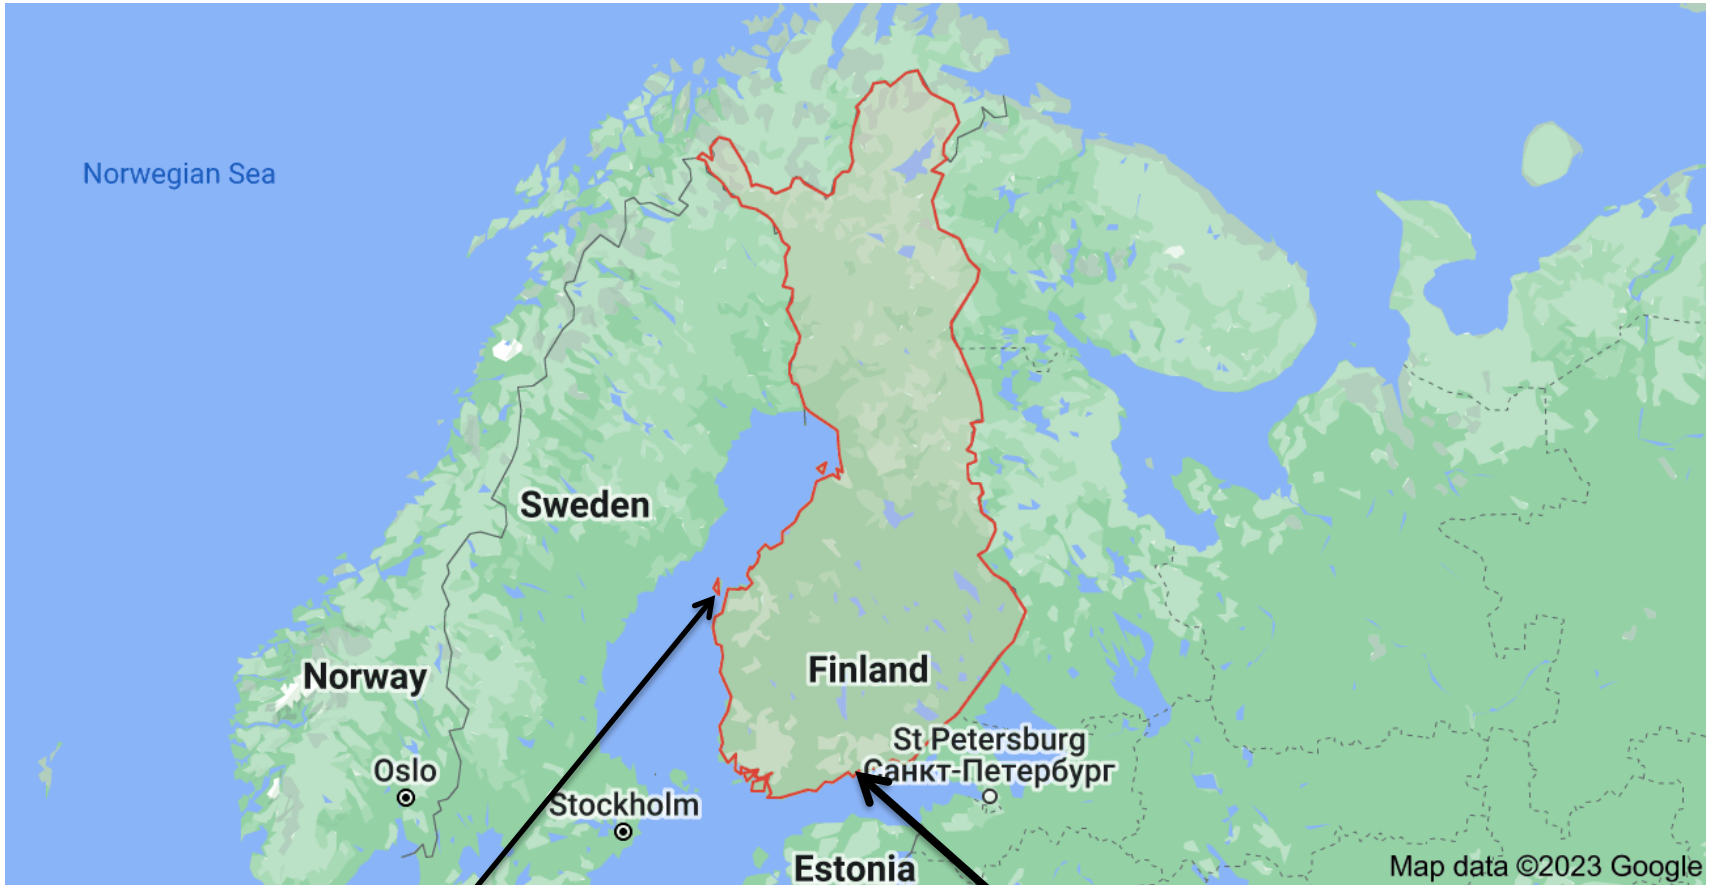 Norwegian Sea
Sweden
Norway
Finland
St Petersburg
Санкт-Петербург
Oslo
Stockholm
Estonia
Map data ©2023 Google